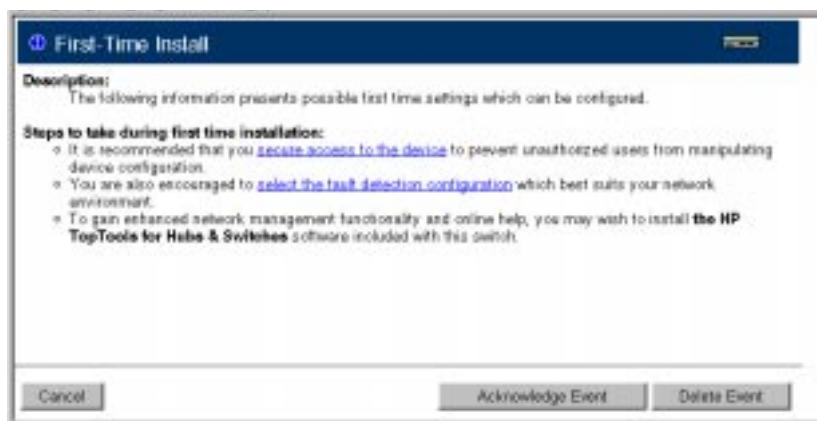 First-Time Install
Description:
The following information presents possible first time settings which can be configured.
Steps to take during first time installation:
It is recommended that you secure access to the device to prevent unauthorized users from manipulating
device configuration.
You are also encouraged to select the fault detection configuration which best suits your network
environment.
To gain enhanced network management functionality and online help, you may wish to install the HP
TopTools for Hubs & Switches software included with this switch.
Cancel
Acknowledge Event
Delete Event